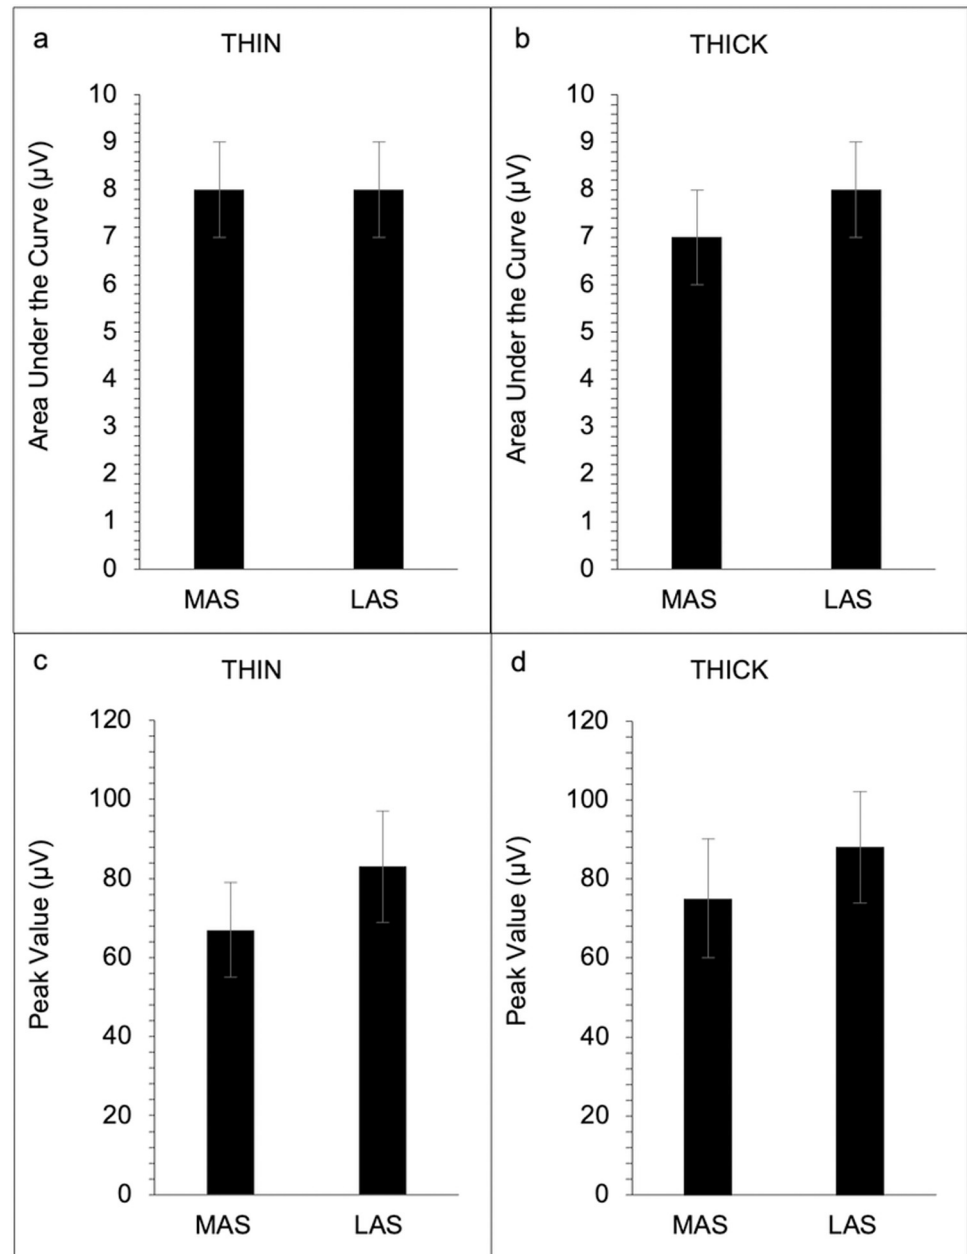 a
THIN
Area Under the Curve (µV)
10
9
8
7
6
5
4
3
2
1
0
MAS LAS
b
THICK
Area Under the Curve (µV)
10
9
8
7
6
5
4
3
2
1
0
MAS LAS
c
THIN
Peak Value (µV)
120
100
80
60
40
20
0
MAS LAS
d
THICK
Peak Value (µV)
120
100
80
60
40
20
0
MAS LAS